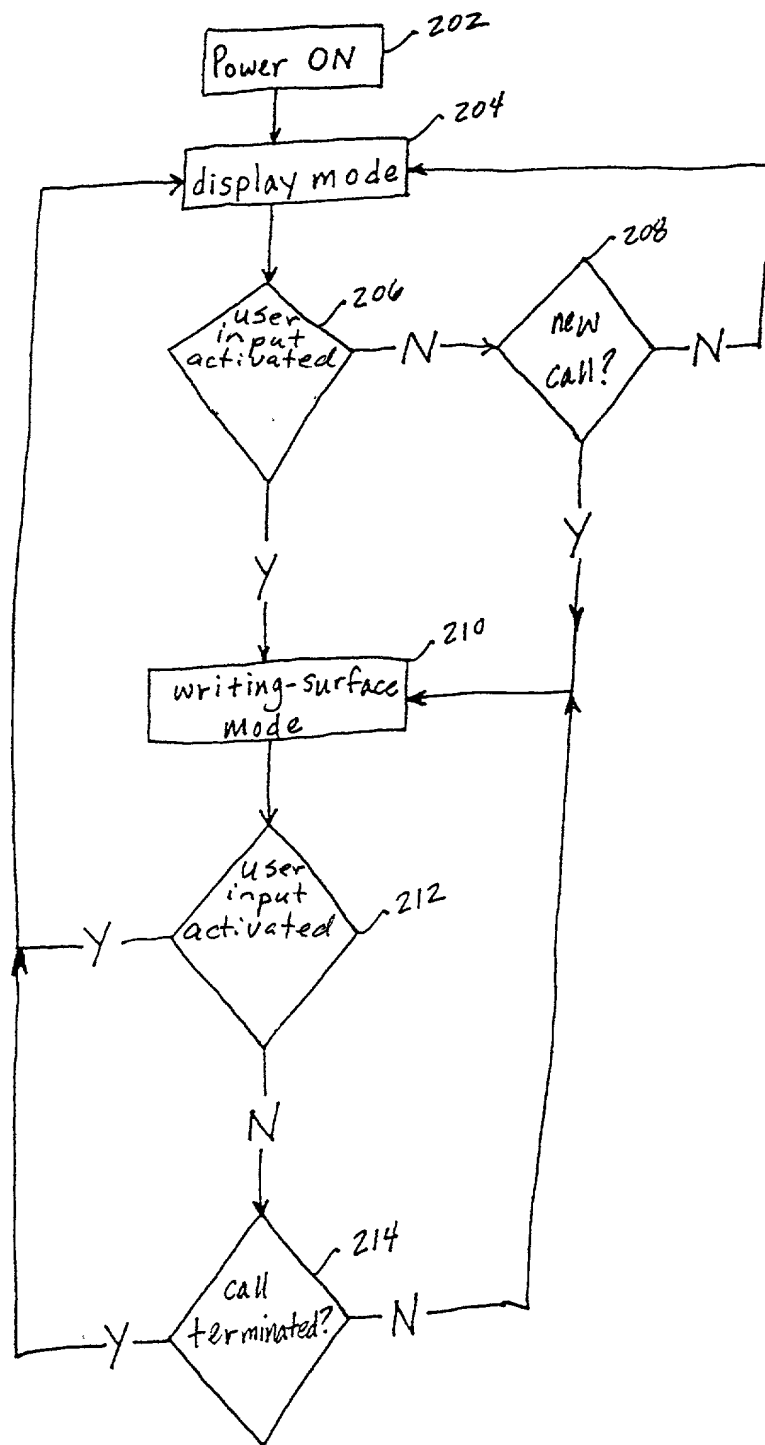 202
Power ON
204
display mode
206
user
input
activated
N
208
new
call?
N
Y
Y
210
writing-surface
mode
user
input
activated
212
Y
N
214
call
terminated?
N
Y